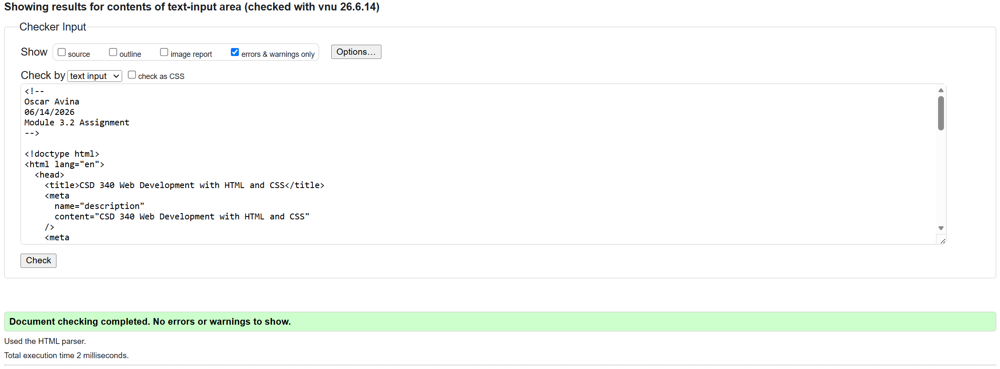 Showing results for contents of text-input area (checked with vnu 26.6.14)
Checker Input
Show source outline image report errors & warnings only Options...
Check by text input check as CSS
<!--
Oscar Avina
06/14/2026
Module 3.2 Assignment
-->
<!doctype html>
<html lang="en">
<head>
<title>CSD 340 Web Development with HTML and CSS</title>
<meta
name="description"
content="CSD 340 Web Development with HTML and CSS"
/>
<meta
Check
Document checking completed. No errors or warnings to show.
Used the HTML parser.
Total execution time 2 milliseconds.